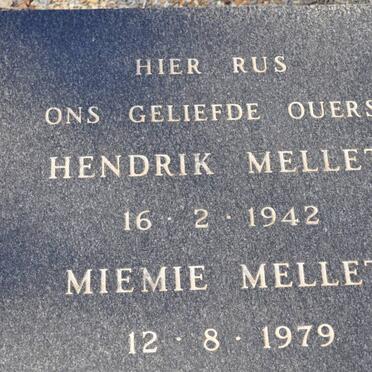 HIER RUS
ONS GELIEFDE OUERS
HENDRIK MELLET
16 · 2 · 1942
MIEMIE MELLET
12 · 8 · 1979